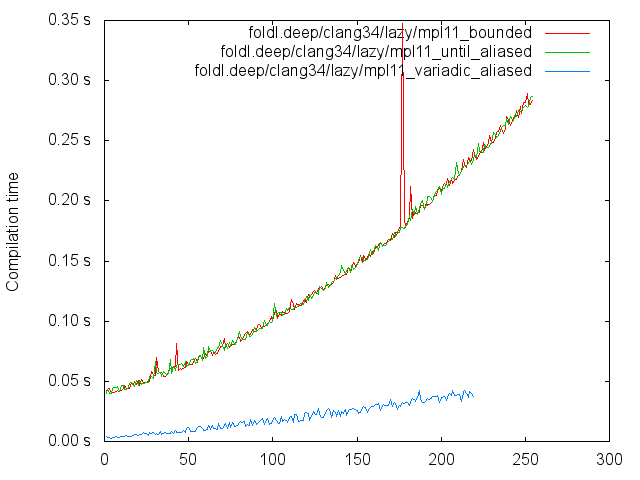 0.35 s
foldl.deep/clang34/lazy/mpl11_bounded
foldl.deep/clang34/lazy/mpl11_until_aliased
foldl.deep/clang34/lazy/mpl11_variadic_aliased
0.30 s
0.25 s
0.20 s
0.15 s
0.10 s
0.05 s
0.00 s
Compilation time
0 50 100 150 200 250 300